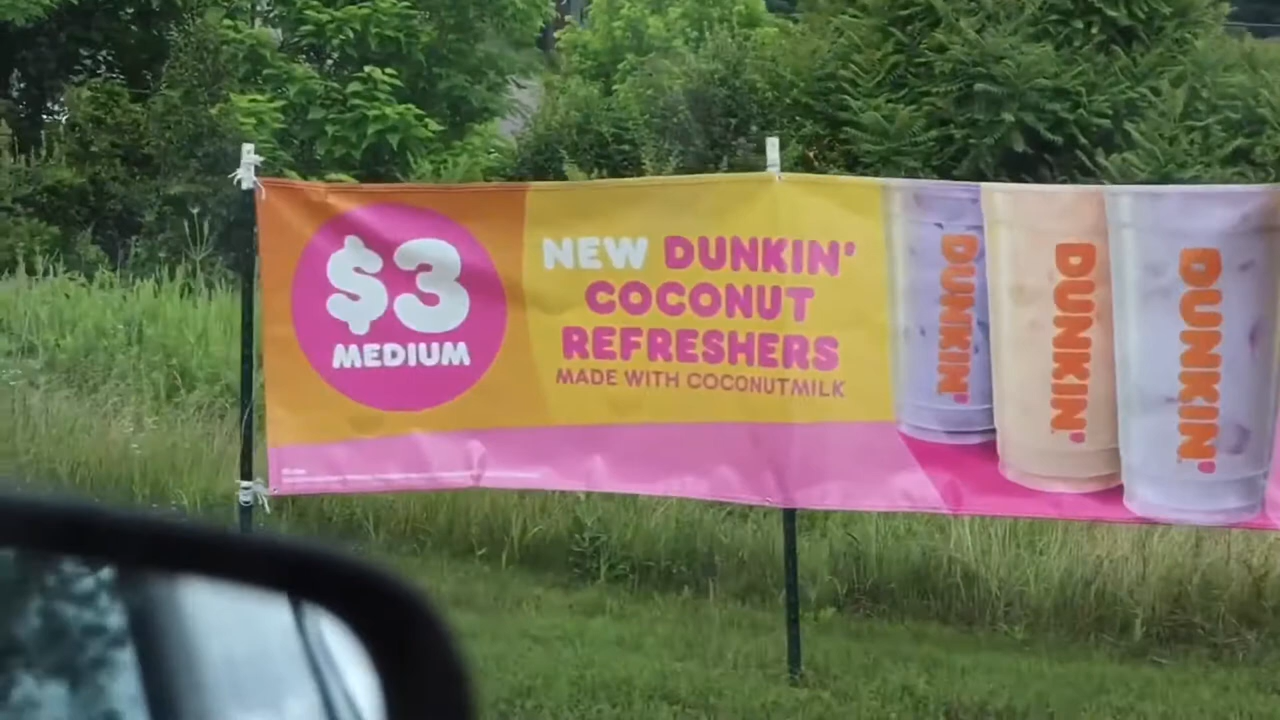 $3
MEDIUM
NEW DUNKIN'
COCONUT
REFRESHERS
MADE WITH COCONUTMILK
DUNKIN'
DUNKIN'
DUNKIN'